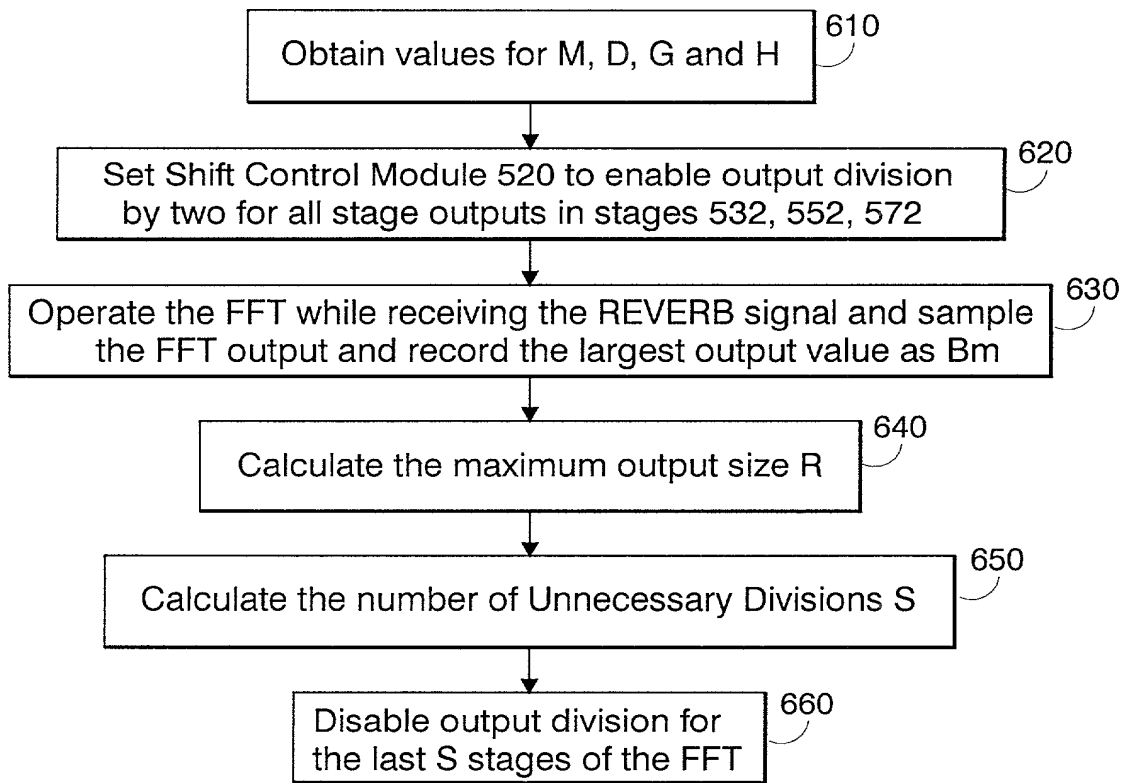 610
Obtain values for M, D, G and H
620
Set Shift Control Module 520 to enable output division
by two for all stage outputs in stages 532, 552, 572
630
Operate the FFT while receiving the REVERB signal and sample
the FFT output and record the largest output value as Bm
640
Calculate the maximum output size R
650
Calculate the number of Unnecessary Divisions S
660
Disable output division for
the last S stages of the FFT